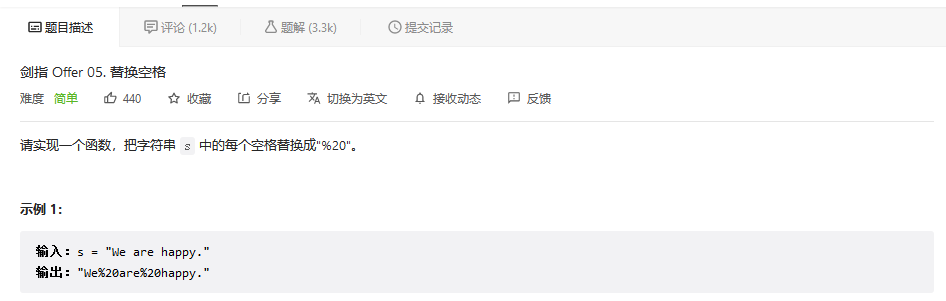 题目描述 评论 (1.2k) 题解 (3.3k) 提交记录
剑指 Offer 05. 替换空格
难度 简单 440 收藏 分享 切换为英文 接收动态 反馈
请实现一个函数，把字符串 s 中的每个空格替换成"%20"。
示例 1：
输入：s = "We are happy."
输出："We%20are%20happy."